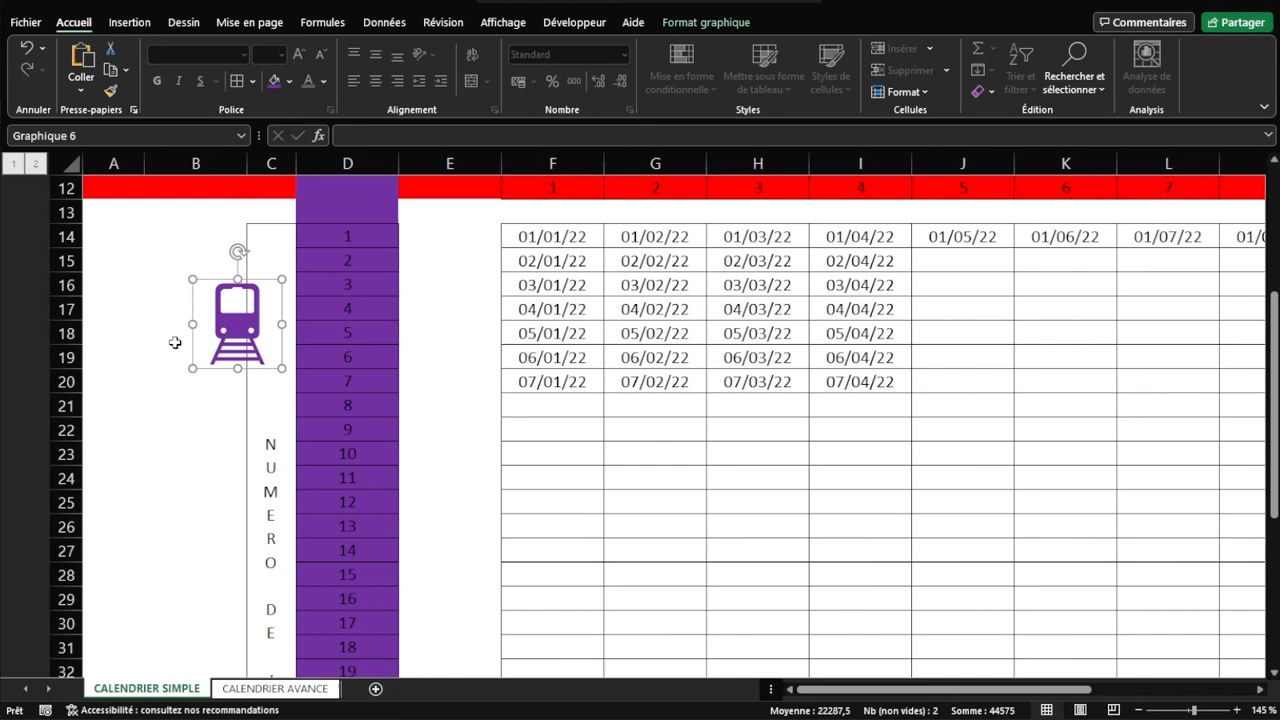 Fichier Accueil Insertion Dessin Mise en page Formules Données Révision Affichage Développeur Aide Format graphique Commentaires Partager
Coller
Standard
Mise en forme conditionnelle
Mettre sous forme de tableau
Styles de cellules
Insérer
Supprimer
Format
Trier et filtrer
Rechercher et sélectionner
Analyse de données
Annuler Presse-papiers Police Alignement Nombre Styles Cellules Édition Analysis
Graphique 6 fx
1 2 A B C D E F G H I J K L
12 1 2 3 4 5 6 7
13
14 1 01/01/22 01/02/22 01/03/22 01/04/22 01/05/22 01/06/22 01/07/22
15 2 02/01/22 02/02/22 02/03/22 02/04/22
16 3 03/01/22 03/02/22 03/03/22 03/04/22
17 4 04/01/22 04/02/22 04/03/22 04/04/22
18 5 05/01/22 05/02/22 05/03/22 05/04/22
19 6 06/01/22 06/02/22 06/03/22 06/04/22
20 7 07/01/22 07/02/22 07/03/22 07/04/22
21 8
22 N 9
23 U 10
24 M 11
25 E 12
26 R 13
27 O 14
28 15
29 D 16
30 E 17
31 18
32 19
CALENDRIER SIMPLE CALENDRIER AVANCE
Prêt Accessibilité : consultez nos recommandations Moyenne : 22287,5 Nb (non vides) : 2 Somme : 44575 145 %